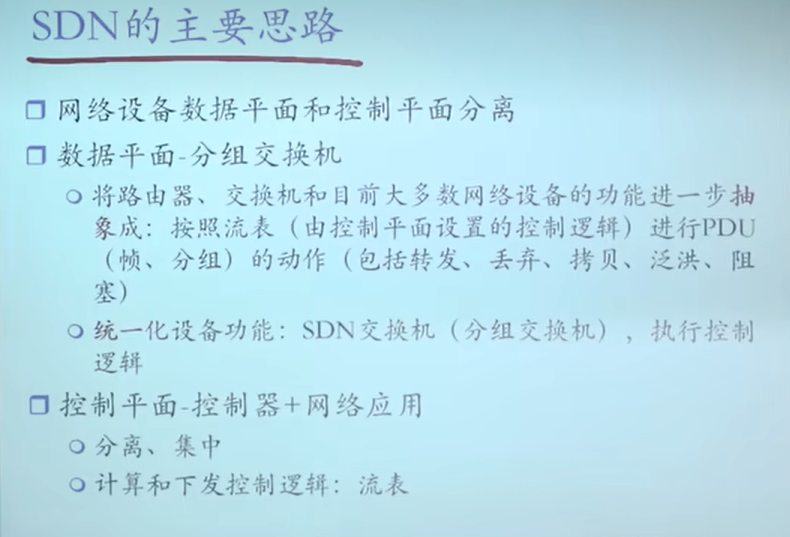 SDN的主要思路
网络设备数据平面和控制平面分离
数据平面-分组交换机
将路由器、交换机和目前大多数网络设备的功能进一步抽
象成：按照流表（由控制平面设置的控制逻辑）进行PDU
（帧、分组）的动作（包括转发、丢弃、拷贝、泛洪、阻
塞）
统一化设备功能：SDN交换机（分组交换机），执行控制
逻辑
控制平面-控制器+网络应用
分离、集中
计算和下发控制逻辑：流表